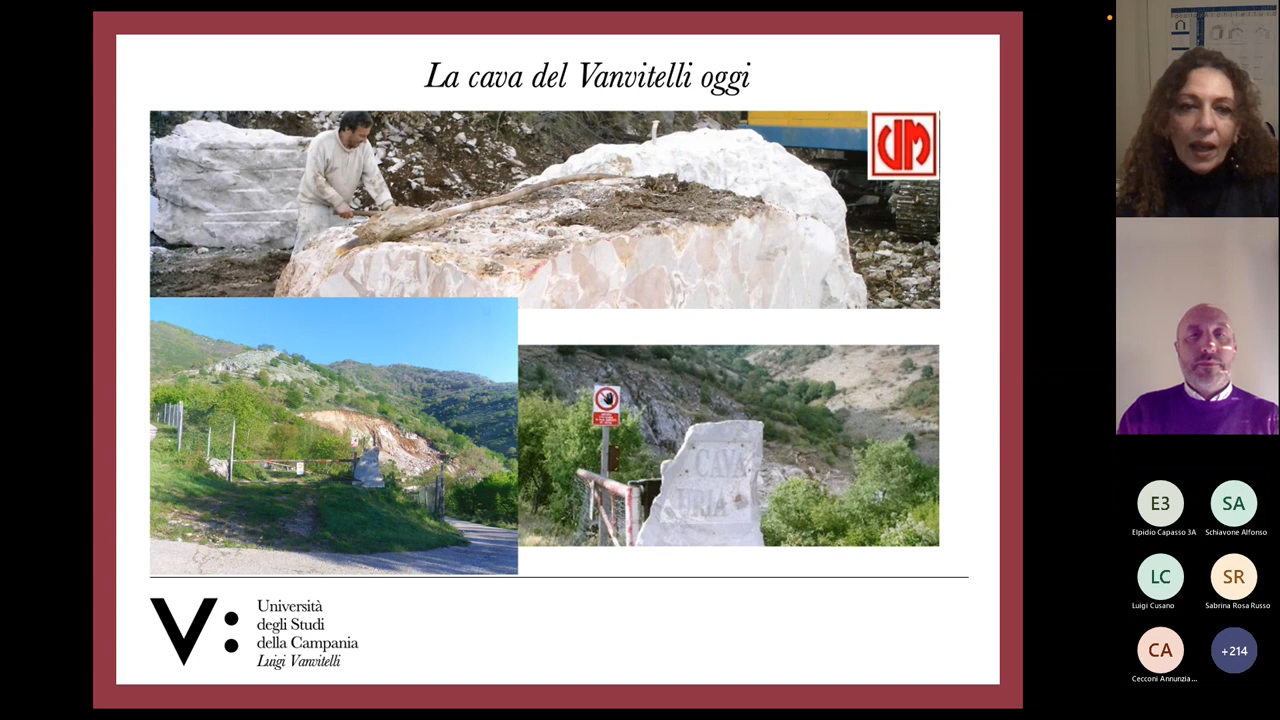 La cava del Vanvitelli oggi
CAVA
URIA
V:
Università
degli Studi
della Campania
Luigi Vanvitelli
E3
SA
Elpidio Capasso 3A
Schiavone Alfonso
LC
SR
Luigi Cusano
Sabrina Rosa Russo
CA
+214
Cecconi Annunzia...